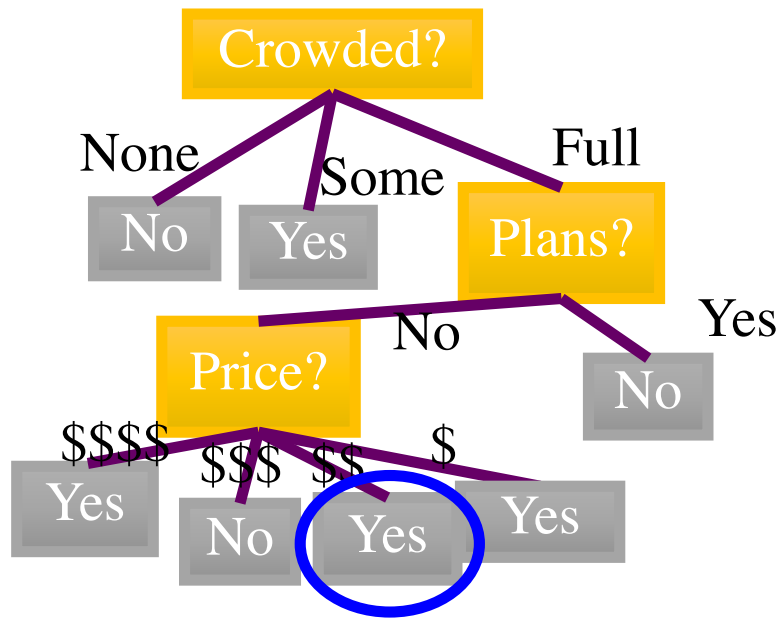 Crowded?
None
Some
Full
No
Yes
Plans?
No
Yes
Price?
No
$$$$
$$$
$$
$
Yes
No
Yes
Yes